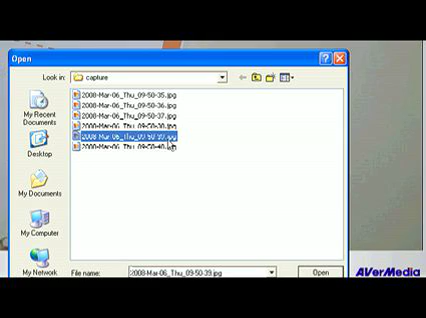 Open
Look in: capture
2008-Mar-06_Thu_09-50-35.jpg
2008-Mar-06_Thu_09-50-36.jpg
2008-Mar-06_Thu_09-50-37.jpg
2008-Mar-06_Thu_09-50-38.jpg
2008-Mar-06_Thu_09-50-39.jpg
2008-Mar-06_Thu_09-50-40.jpg
My Recent
Documents
Desktop
My Documents
My Computer
My Network
File name: 2008-Mar-06_Thu_09-50-39.jpg Open
AVerMedia